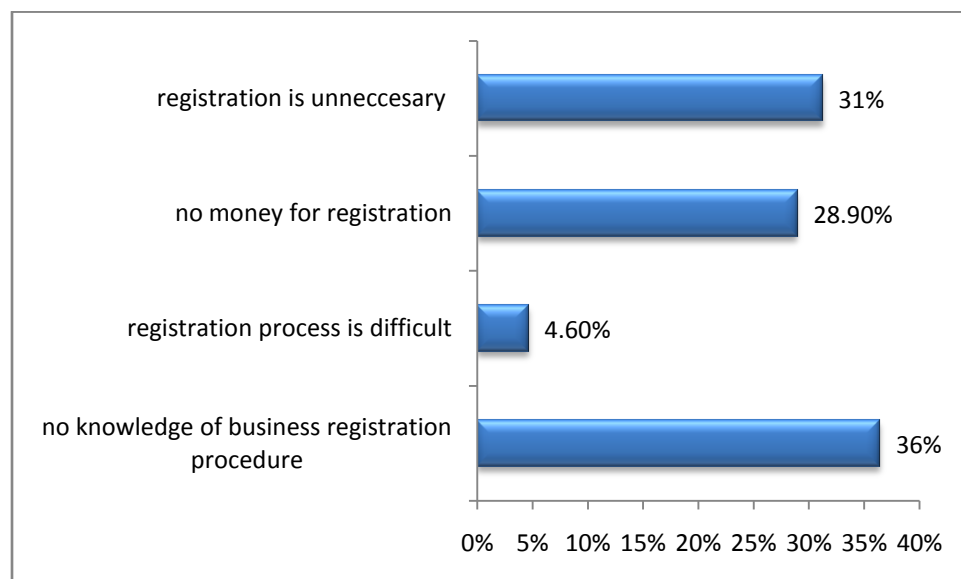 registration is unneccesary
31%
no money for registration
28.90%
registration process is difficult
4.60%
no knowledge of business registration
procedure
36%
0% 5% 10% 15% 20% 25% 30% 35% 40%